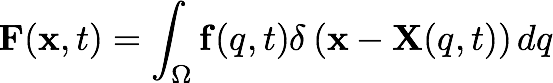 F(x, t) = ∫_Ω f(q, t)δ (x − X(q, t)) dq